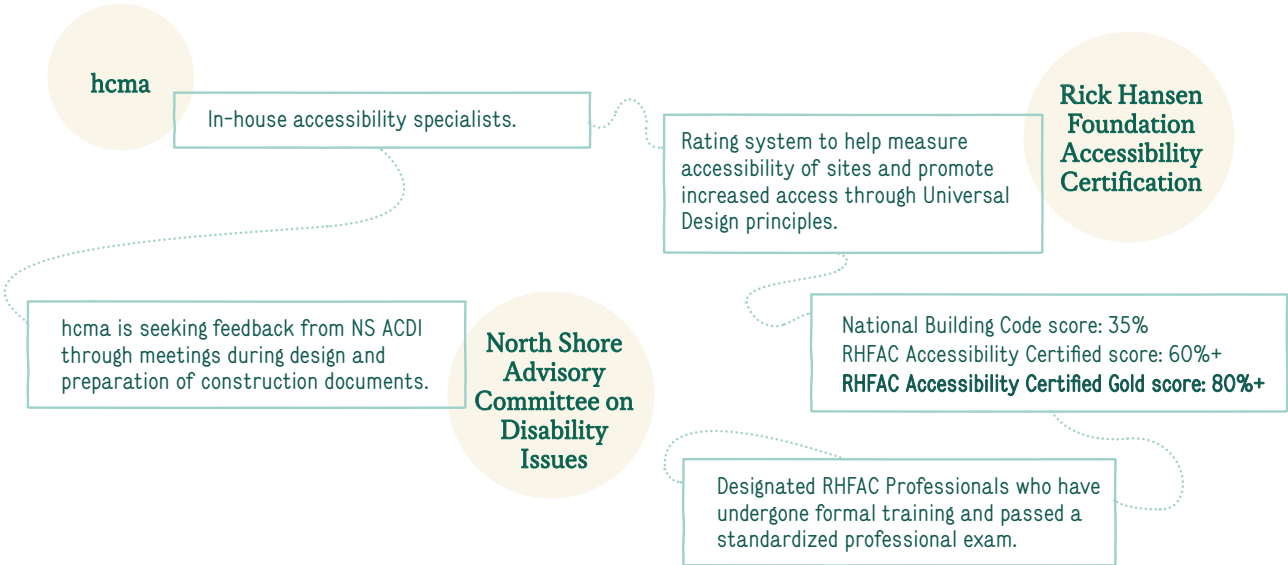 hcma
In-house accessibility specialists.
Rick Hansen
Foundation
Accessibility
Certification
Rating system to help measure
accessibility of sites and promote
increased access through Universal
Design principles.
hcma is seeking feedback from NS ACDI
through meetings during design and
preparation of construction documents.
North Shore
Advisory
Committee on
Disability
Issues
National Building Code score: 35%
RHFAC Accessibility Certified score: 60%+
RHFAC Accessibility Certified Gold score: 80%+
Designated RHFAC Professionals who have
undergone formal training and passed a
standardized professional exam.